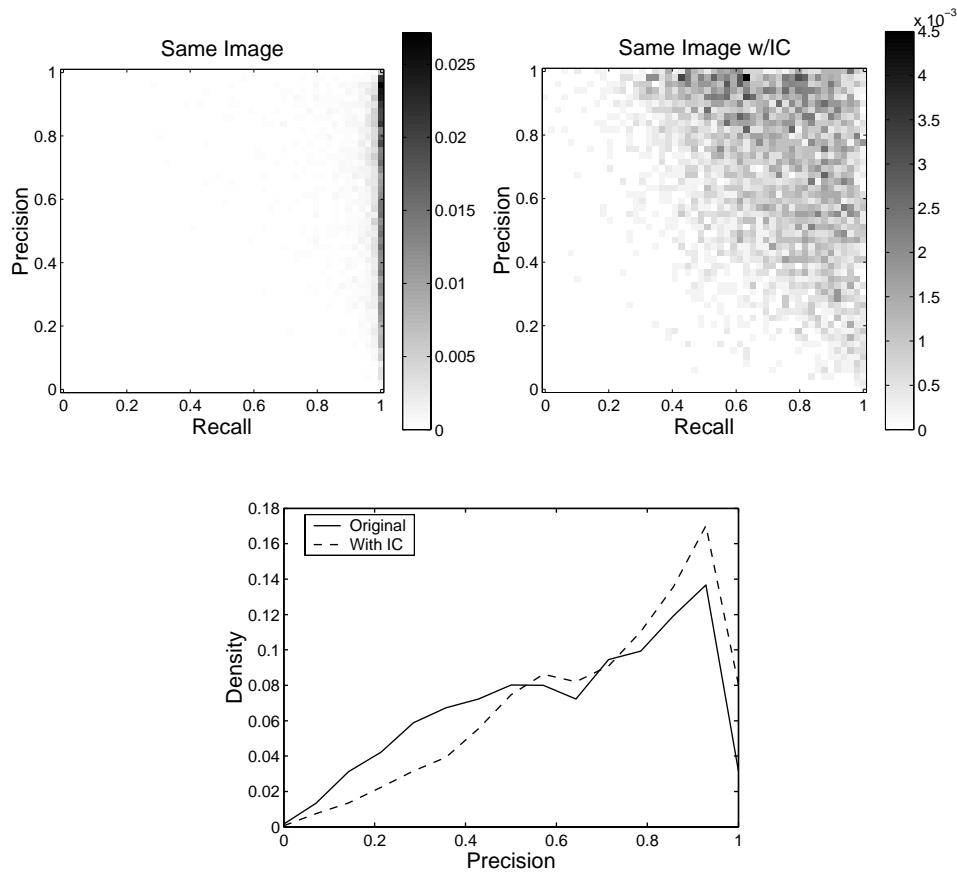 Same Image
1
0.8
0.6
0.4
0.2
0
Precision
0 0.2 0.4 0.6 0.8 1
Recall
0.025
0.02
0.015
0.01
0.005
0
Same Image w/IC
1
0.8
0.6
0.4
0.2
0
Precision
0 0.2 0.4 0.6 0.8 1
Recall
x 10⁻³
4.5
4
3.5
3
2.5
2
1.5
1
0.5
0
0.18
0.16
0.14
0.12
0.1
0.08
0.06
0.04
0.02
0
Density
Original
With IC
0 0.2 0.4 0.6 0.8 1
Precision